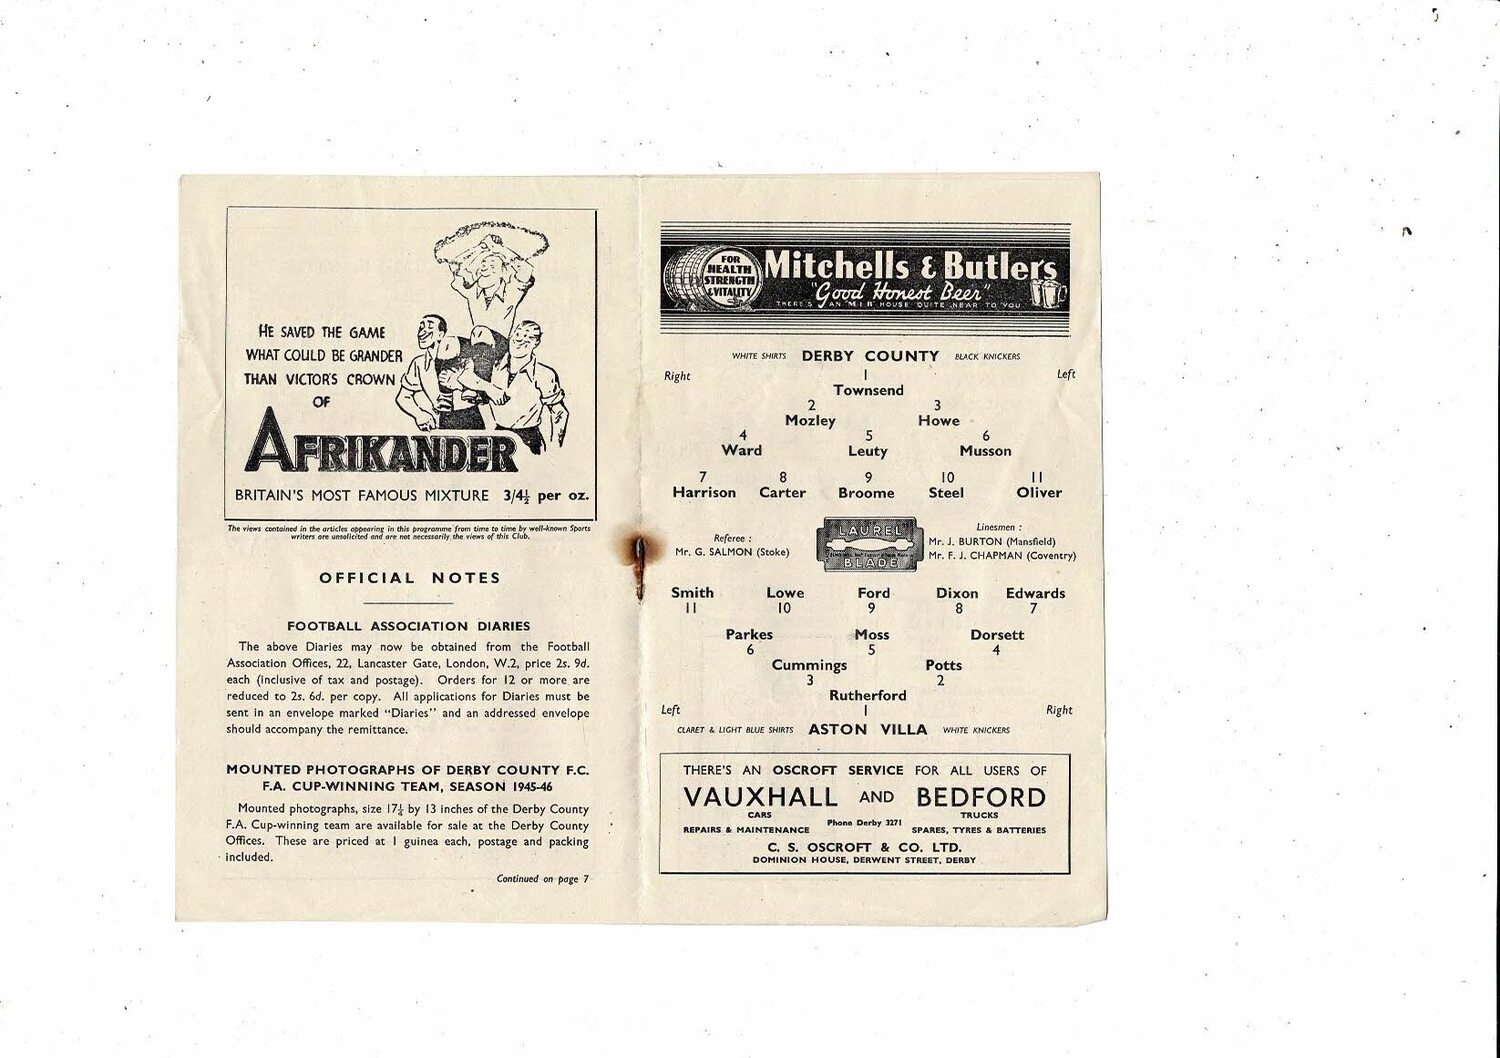 HE SAVED THE GAME
WHAT COULD BE GRANDER
THAN VICTOR'S CROWN
OF
AFRIKANDER
BRITAIN'S MOST FAMOUS MIXTURE 3/4½ per oz.
The views contained in the articles appearing in this programme from time to time by well-known Sports
writers are unsolicited and are not necessarily the views of this Club.
OFFICIAL NOTES
FOOTBALL ASSOCIATION DIARIES
The above Diaries may now be obtained from the Football
Association Offices, 22, Lancaster Gate, London, W.2, price 2s. 9d.
each (inclusive of tax and postage). Orders for 12 or more are
reduced to 2s. 6d. per copy. All applications for Diaries must be
sent in an envelope marked "Diaries" and an addressed envelope
should accompany the remittance.
MOUNTED PHOTOGRAPHS OF DERBY COUNTY F.C.
F.A. CUP-WINNING TEAM, SEASON 1945-46
Mounted photographs, size 17½ by 13 inches of the Derby County
F.A. Cup-winning team are available for sale at the Derby County
Offices. These are priced at 1 guinea each, postage and packing
included.
Continued on page 7
FOR
HEALTH
STRENGTH
& VITALITY
Mitchells & Butlers
"Good Honest Beer"
THERE'S AN M&B HOUSE QUITE NEAR TO YOU
WHITE SHIRTS DERBY COUNTY BLACK KNICKERS
Right 1 Left
Townsend
2 3
Mozley Howe
4 5 6
Ward Leuty Musson
7 8 9 10 11
Harrison Carter Broome Steel Oliver
Referee :
Mr. G. SALMON (Stoke)
"LAUREL"
BLADE
Linesmen :
Mr. J. BURTON (Mansfield)
Mr. F. J. CHAPMAN (Coventry)
Smith Lowe Ford Dixon Edwards
11 10 9 8 7
Parkes Moss Dorsett
6 5 4
Cummings Potts
3 2
Rutherford
Left 1 Right
CLARET & LIGHT BLUE SHIRTS ASTON VILLA WHITE KNICKERS
THERE'S AN OSCROFT SERVICE FOR ALL USERS OF
VAUXHALL AND BEDFORD
CARS TRUCKS
Phone Derby 3271
REPAIRS & MAINTENANCE SPARES, TYRES & BATTERIES
C. S. OSCROFT & CO. LTD.
DOMINION HOUSE, DERWENT STREET, DERBY